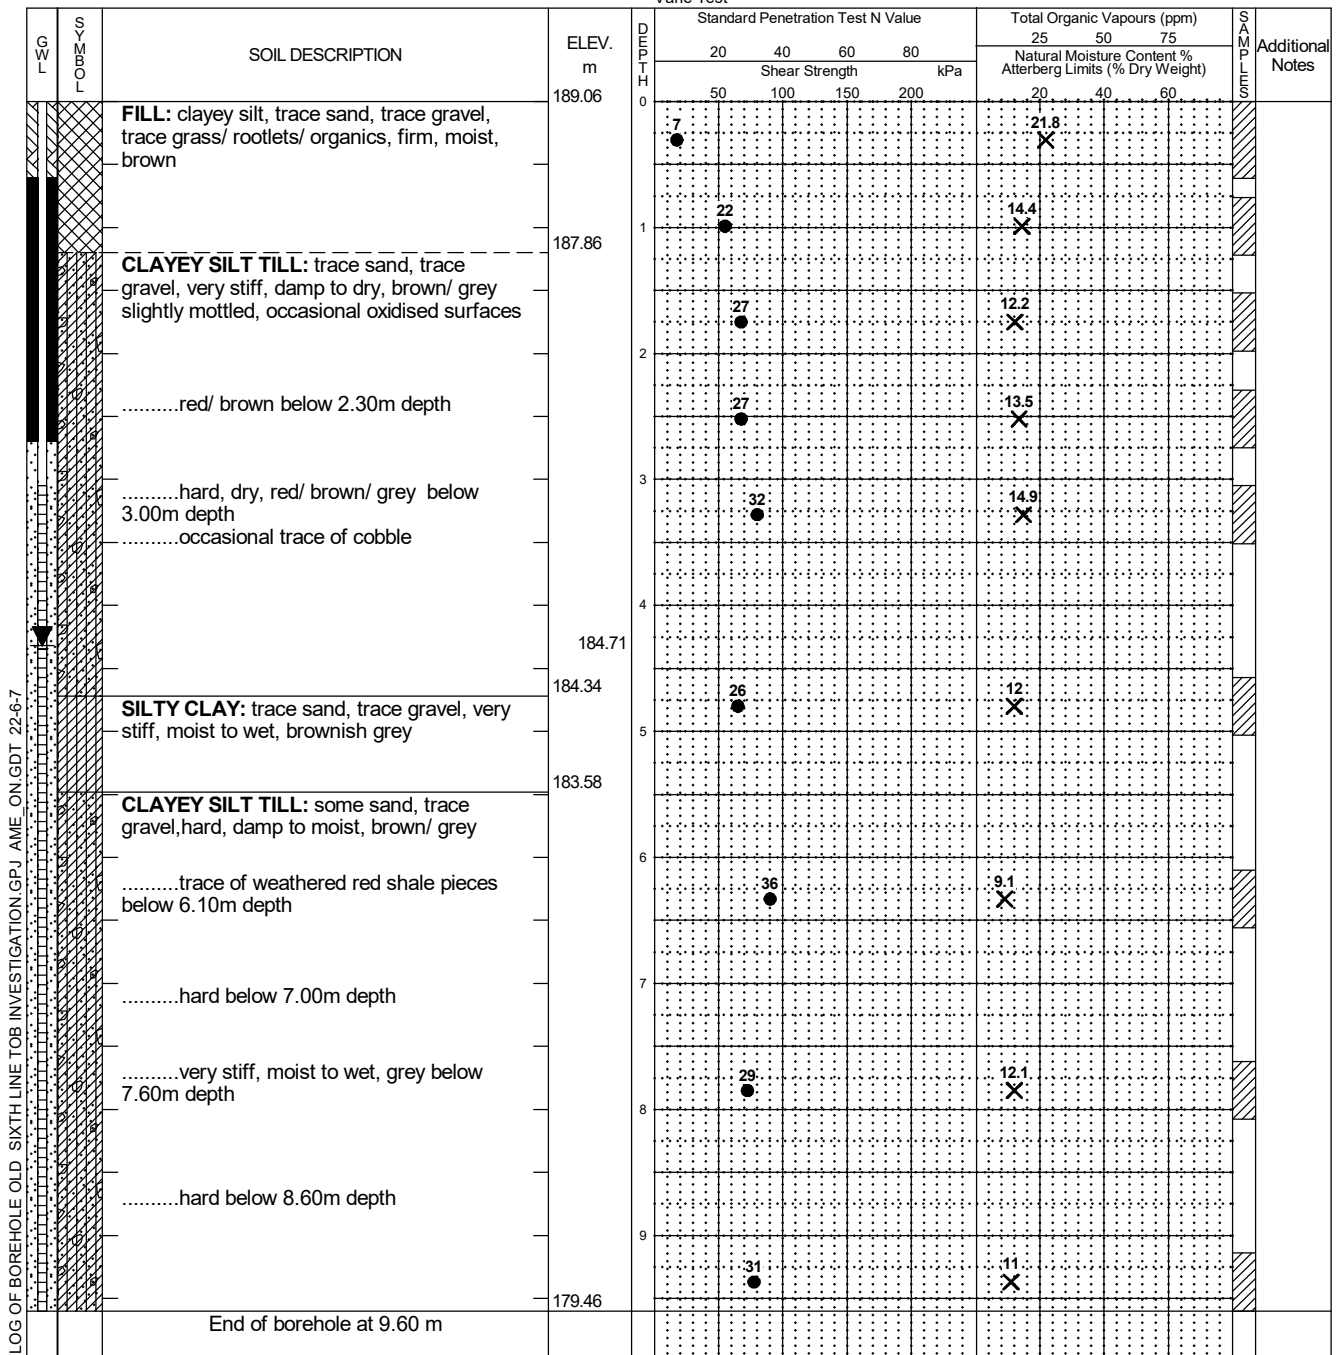 Vane Test
GWL
SYMBOL
SOIL DESCRIPTION
ELEV.
m
DEPTH
Standard Penetration Test N Value
20 40 60 80
Shear Strength kPa
50 100 150 200
Total Organic Vapours (ppm)
25 50 75
Natural Moisture Content %
Atterberg Limits (% Dry Weight)
20 40 60
SAMPLES
Additional
Notes
189.06
0
FILL: clayey silt, trace sand, trace gravel,
trace grass/ rootlets/ organics, firm, moist,
brown
7
21.8
22
14.4
1
187.86
CLAYEY SILT TILL: trace sand, trace
gravel, very stiff, damp to dry, brown/ grey
slightly mottled, occasional oxidised surfaces
27
12.2
2
..........red/ brown below 2.30m depth
27
13.5
3
..........hard, dry, red/ brown/ grey below
3.00m depth
..........occasional trace of cobble
32
14.9
4
184.71
184.34
SILTY CLAY: trace sand, trace gravel, very
stiff, moist to wet, brownish grey
26
12
5
183.58
CLAYEY SILT TILL: some sand, trace
gravel,hard, damp to moist, brown/ grey
6
..........trace of weathered red shale pieces
below 6.10m depth
36
9.1
7
..........hard below 7.00m depth
..........very stiff, moist to wet, grey below
7.60m depth
29
12.1
8
..........hard below 8.60m depth
9
31
11
179.46
End of borehole at 9.60 m
LOG OF BOREHOLE OLD SIXTH LINE TOB INVESTIGATION.GPJ AME_ON.GDT 22-6-7